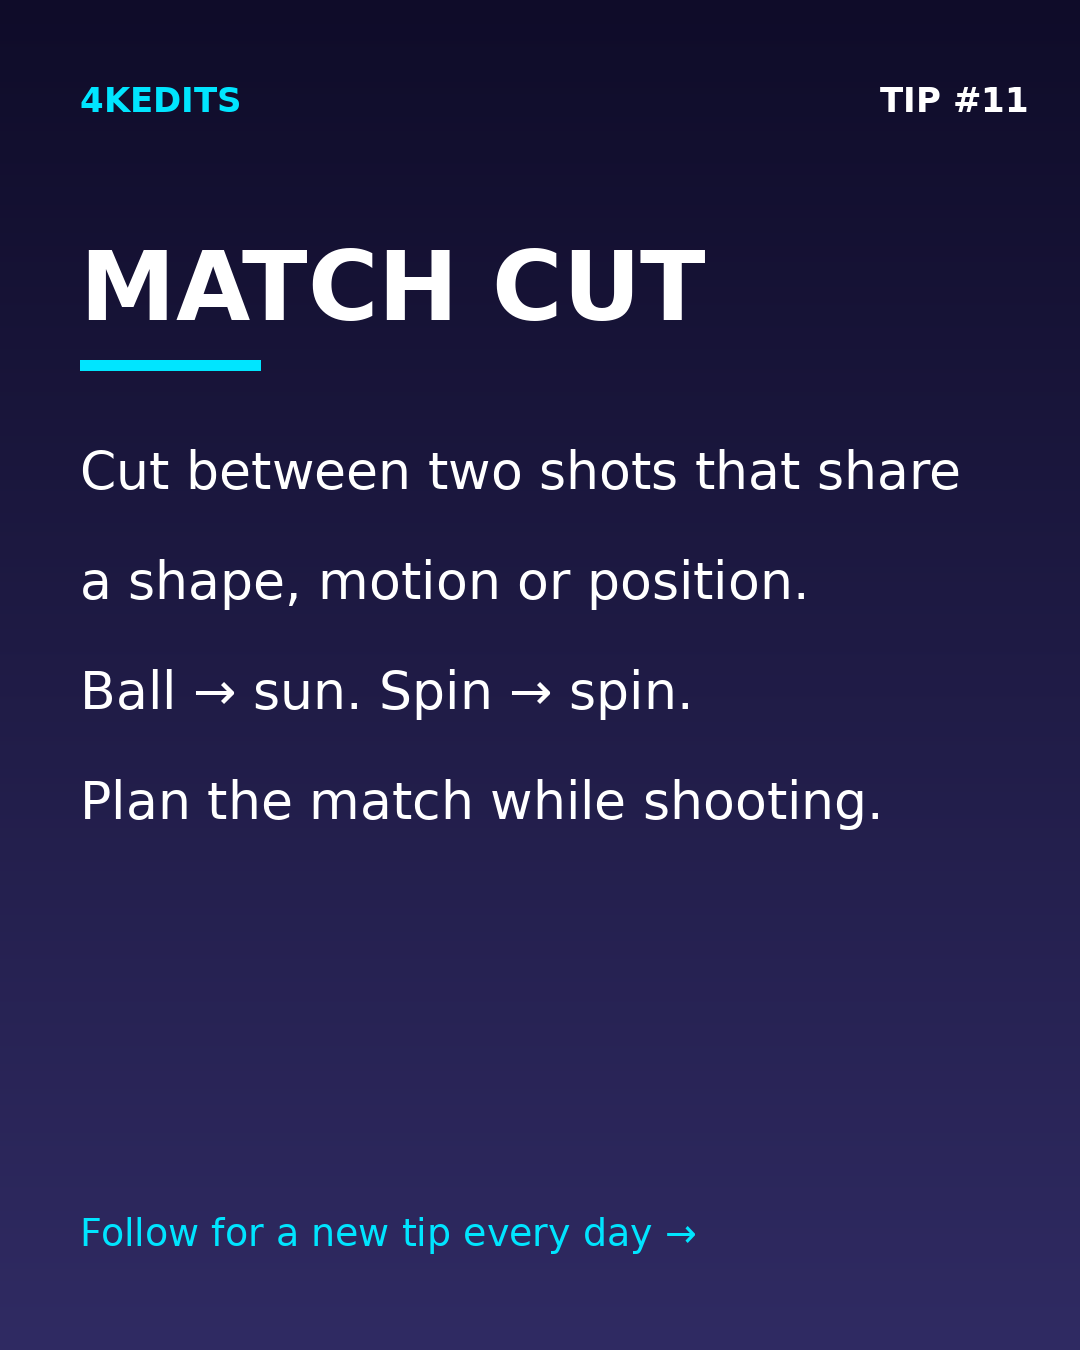 4KEDITS
TIP #11
MATCH CUT
Cut between two shots that share
a shape, motion or position.
Ball → sun. Spin → spin.
Plan the match while shooting.
Follow for a new tip every day →